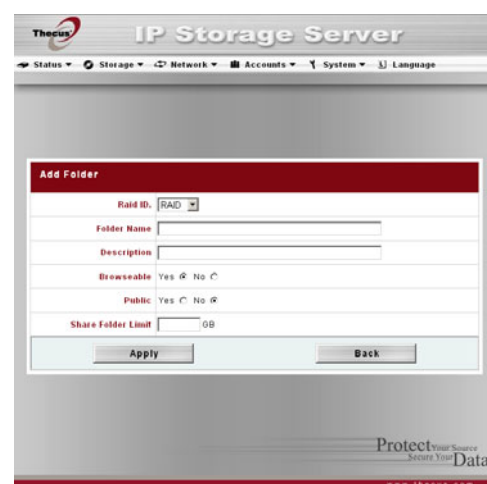 Thecus
IP Storage Server
Status Storage Network Accounts System Language
Add Folder
Raid ID. RAID
Folder Name
Description
Browseable Yes No
Public Yes No
Share Folder Limit GB
Apply Back
Protect Your Source
Secure Your Data